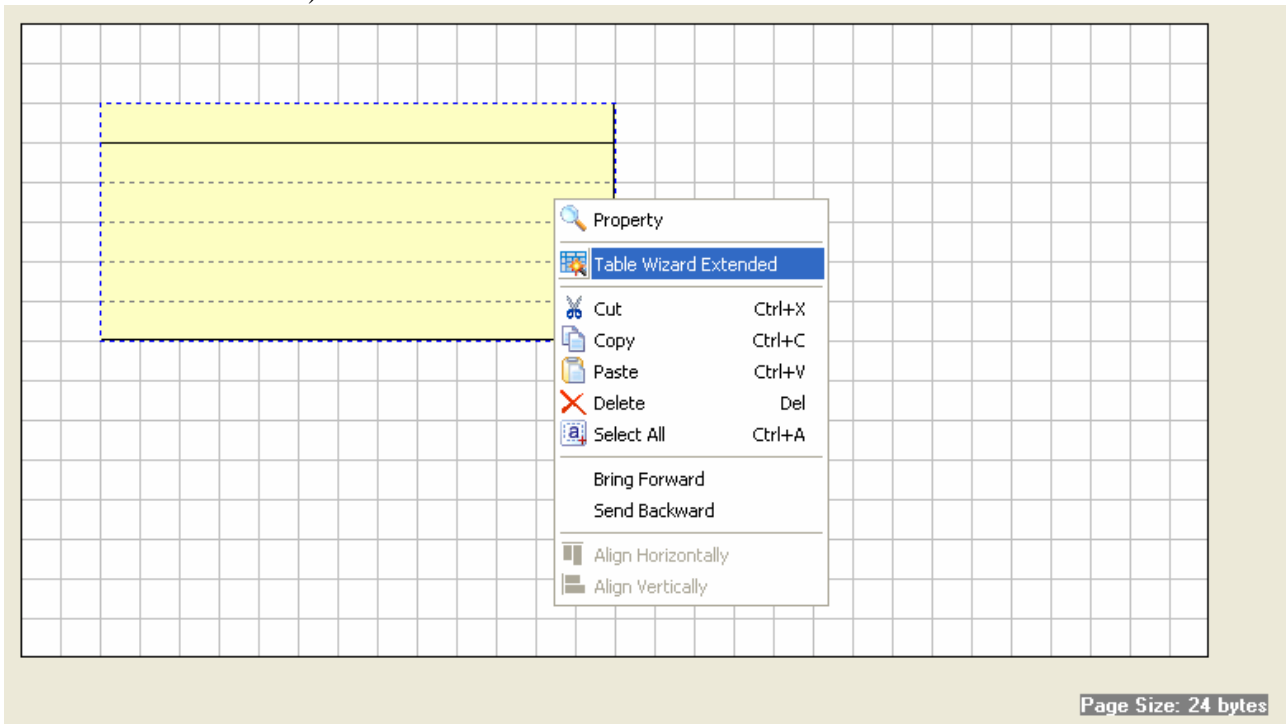 Property
Table Wizard Extended
Cut Ctrl+X
Copy Ctrl+C
Paste Ctrl+V
Delete Del
Select All Ctrl+A
Bring Forward
Send Backward
Align Horizontally
Align Vertically
Page Size: 24 bytes